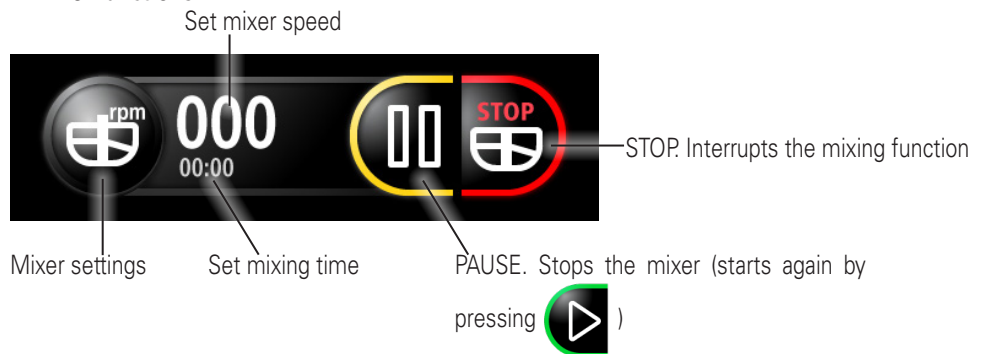 Set mixer speed
rpm
000
00:00
STOP
STOP. Interrupts the mixing function
Mixer settings
Set mixing time
PAUSE. Stops the mixer (starts again by
pressing )